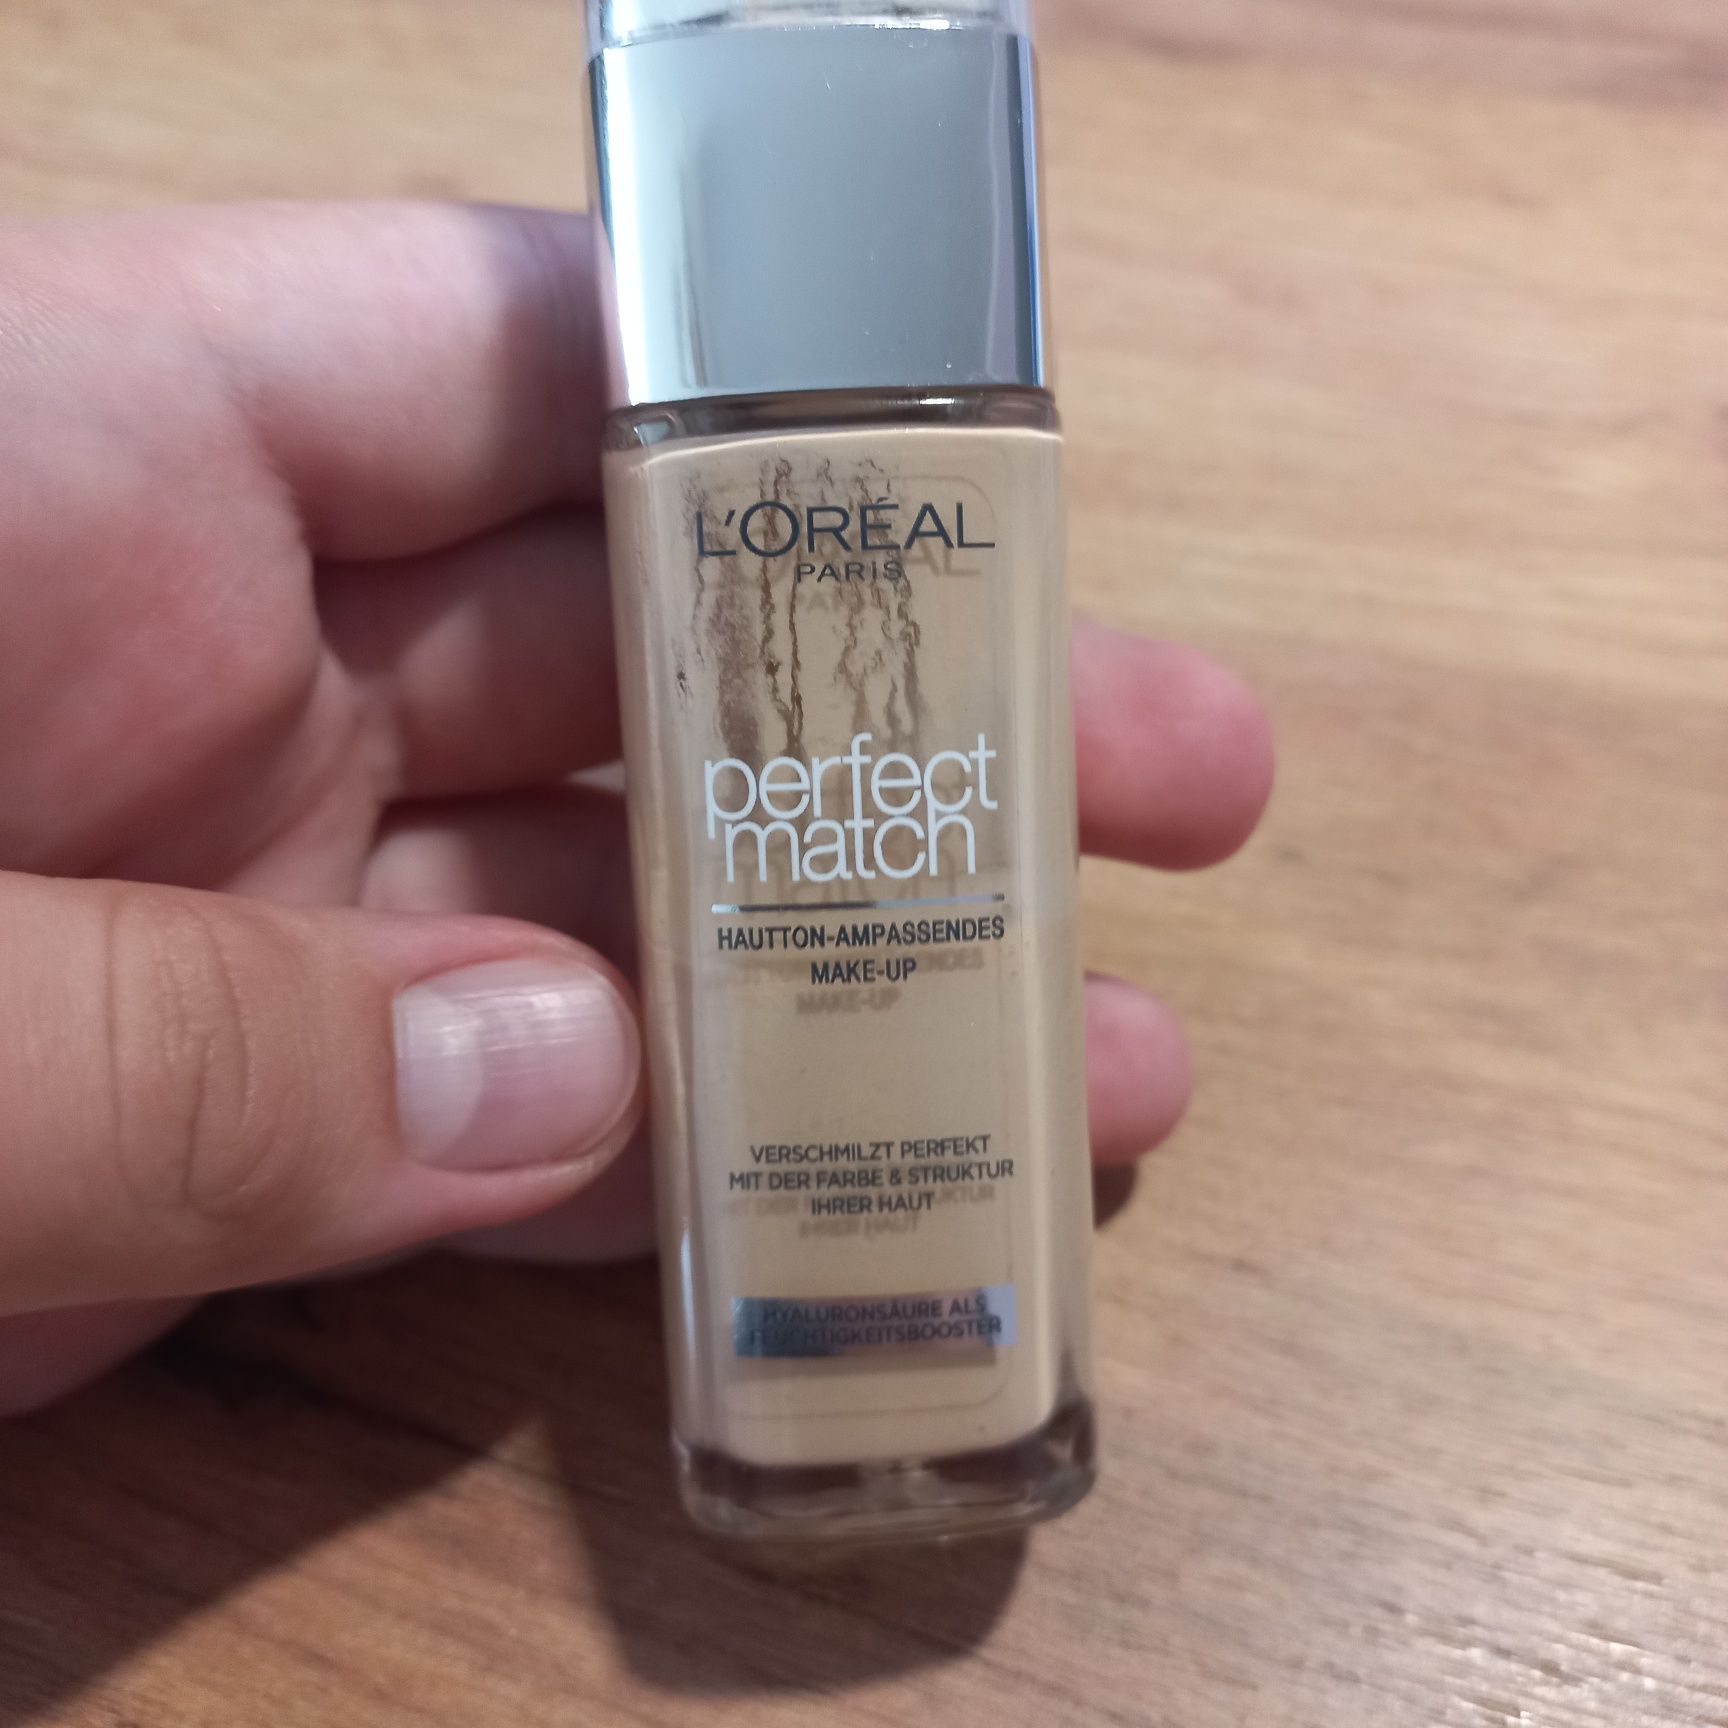 L'ORÉAL
PARIS
perfect
match
HAUTTON-AMPASSENDES
MAKE-UP
VERSCHMILZT PERFEKT
MIT DER FARBE & STRUKTUR
IHRER HAUT
HYALURONSÄURE ALS
FEUCHTIGKEITSBOOSTER